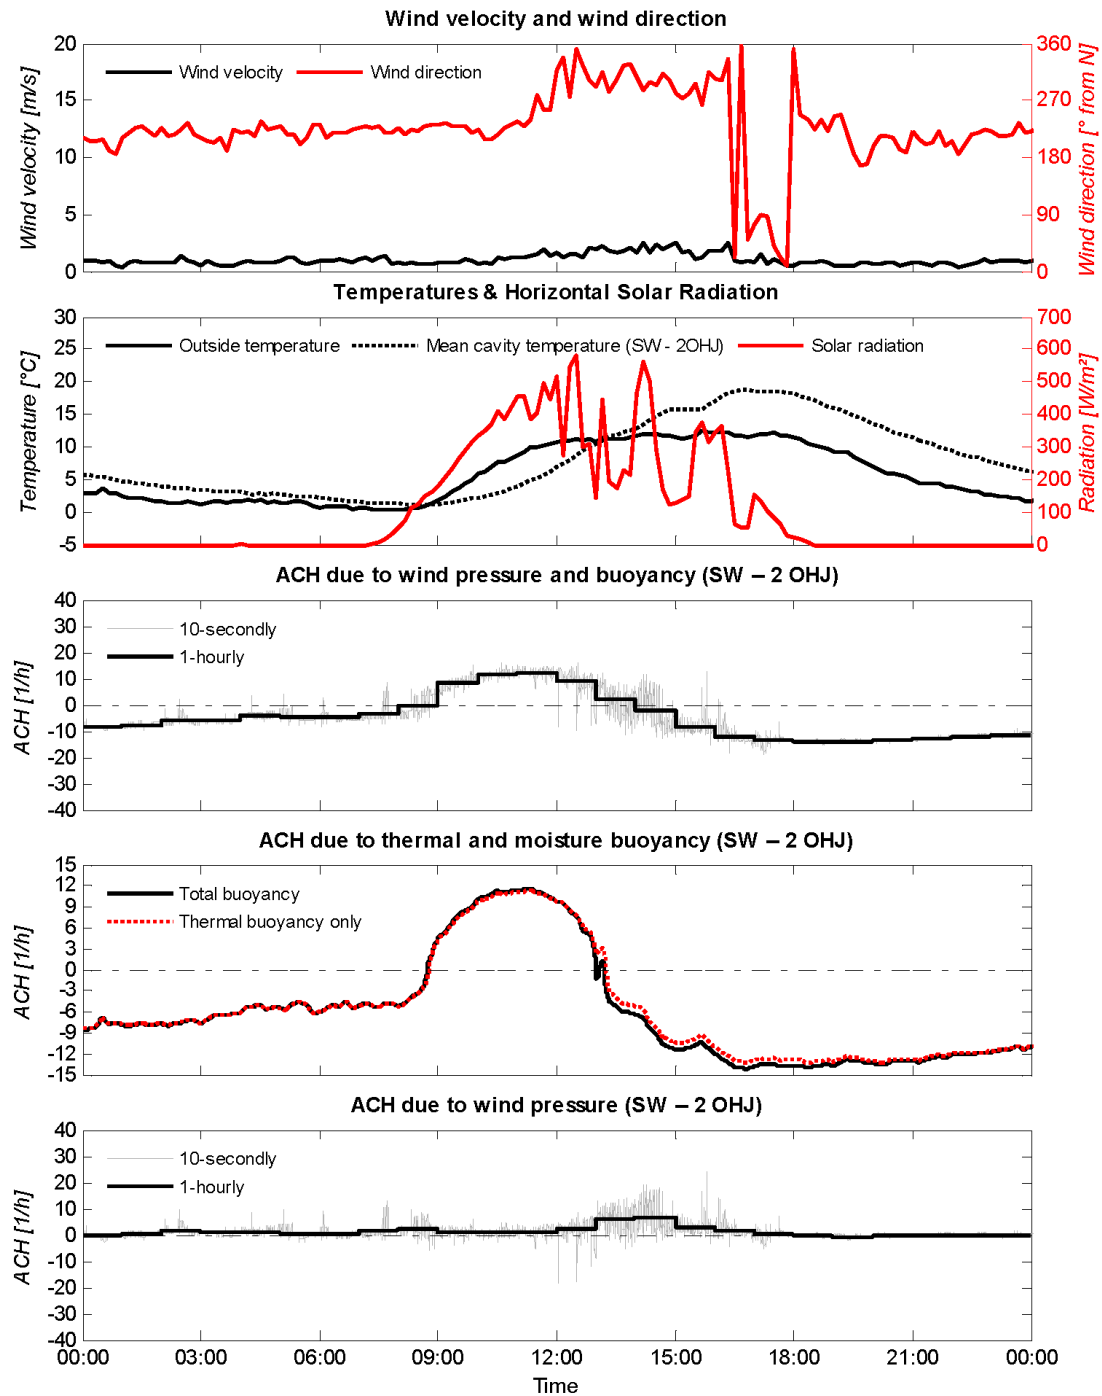 Wind velocity and wind direction
Wind velocity [m/s]
20
15
10
5
0
Wind velocity
Wind direction
360
270
180
90
0
Wind direction [° from N]
Temperatures & Horizontal Solar Radiation
Temperature [°C]
30
25
20
15
10
5
0
-5
Outside temperature
Mean cavity temperature (SW - 2OHJ)
Solar radiation
700
600
500
400
300
200
100
0
Radiation [W/m²]
ACH due to wind pressure and buoyancy (SW – 2 OHJ)
ACH [1/h]
40
30
20
10
0
-10
-20
-30
-40
10-secondly
1-hourly
ACH due to thermal and moisture buoyancy (SW – 2 OHJ)
ACH [1/h]
15
12
9
6
3
0
-3
-6
-9
-12
-15
Total buoyancy
Thermal buoyancy only
ACH due to wind pressure (SW – 2 OHJ)
ACH [1/h]
40
30
20
10
0
-10
-20
-30
-40
10-secondly
1-hourly
00:00 03:00 06:00 09:00 12:00 15:00 18:00 21:00 00:00
Time